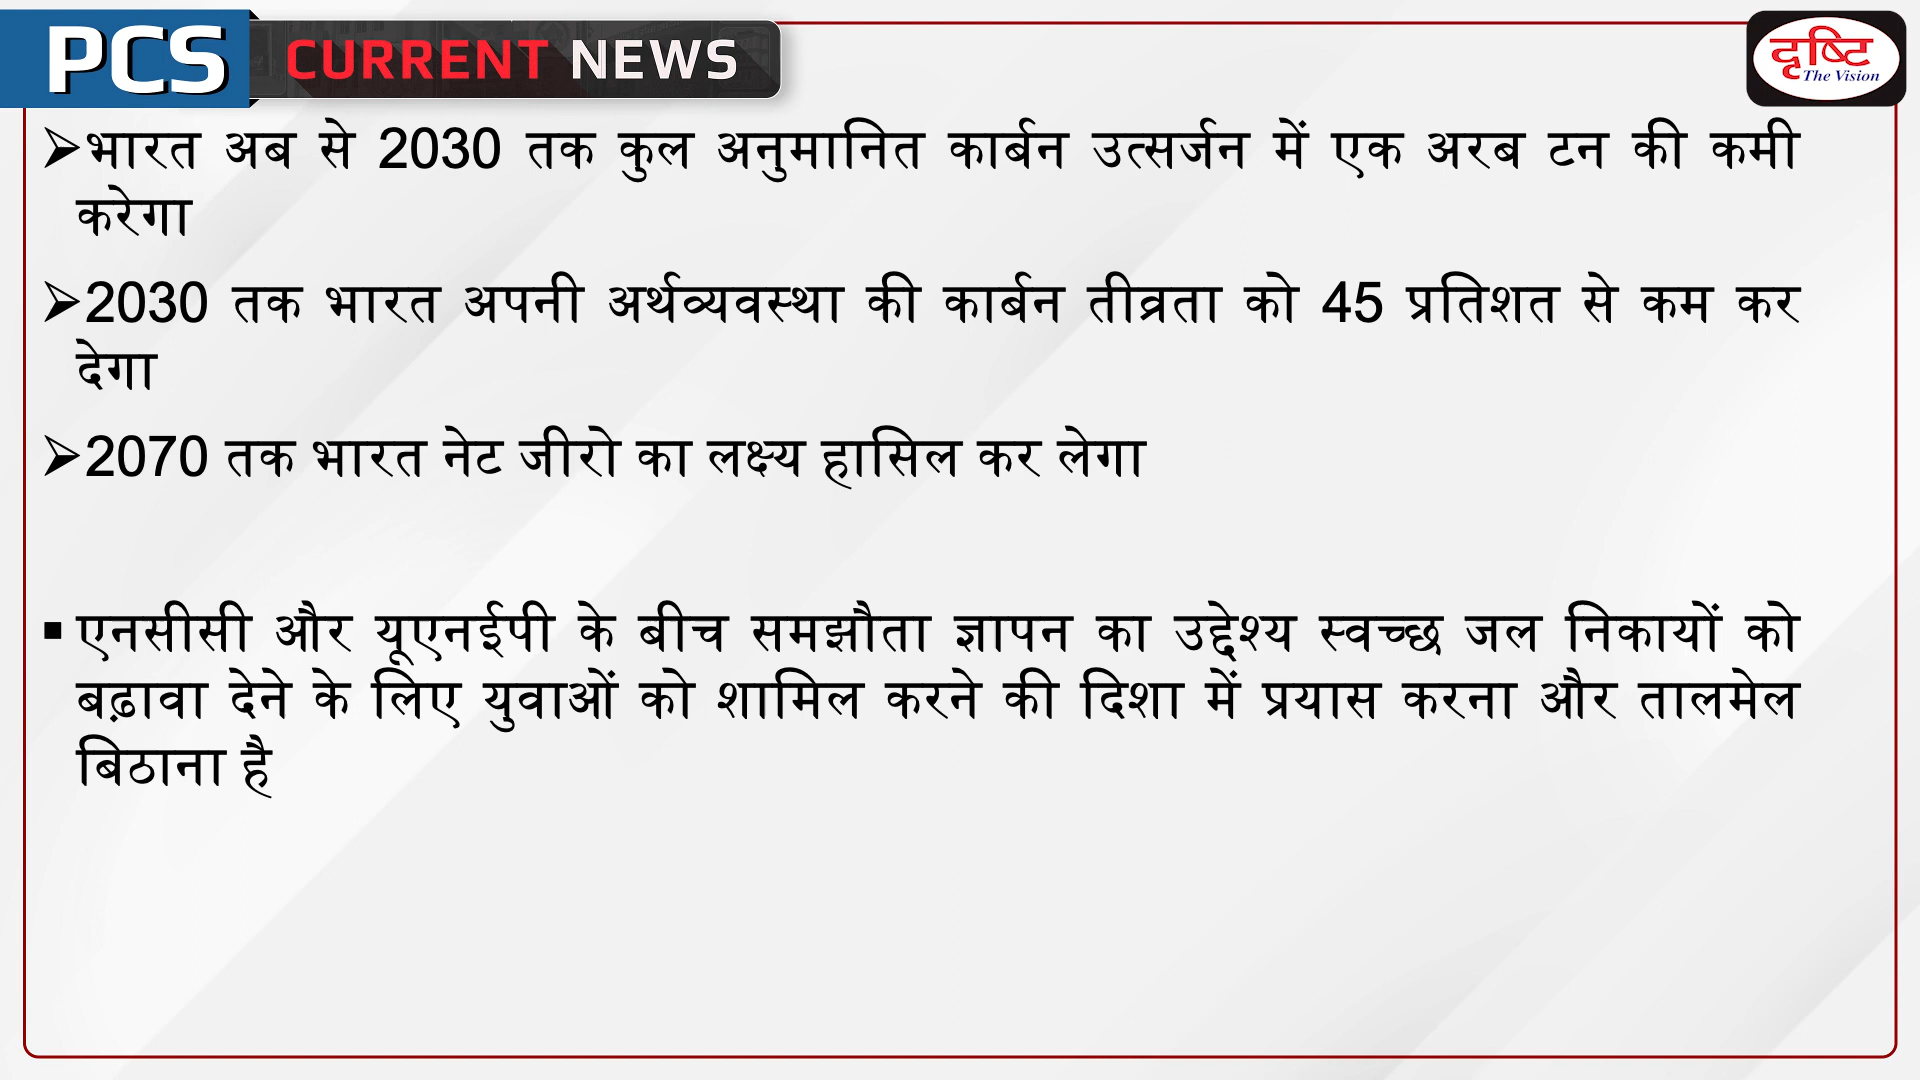 PCS CURRENT NEWS
दृष्टि
The Vision
➢भारत अब से 2030 तक कुल अनुमानित कार्बन उत्सर्जन में एक अरब टन की कमी
करेगा
➢2030 तक भारत अपनी अर्थव्यवस्था की कार्बन तीव्रता को 45 प्रतिशत से कम कर
देगा
➢2070 तक भारत नेट जीरो का लक्ष्य हासिल कर लेगा
▪ एनसीसी और यूएनईपी के बीच समझौता ज्ञापन का उद्देश्य स्वच्छ जल निकायों को
बढ़ावा देने के लिए युवाओं को शामिल करने की दिशा में प्रयास करना और तालमेल
बिठाना है